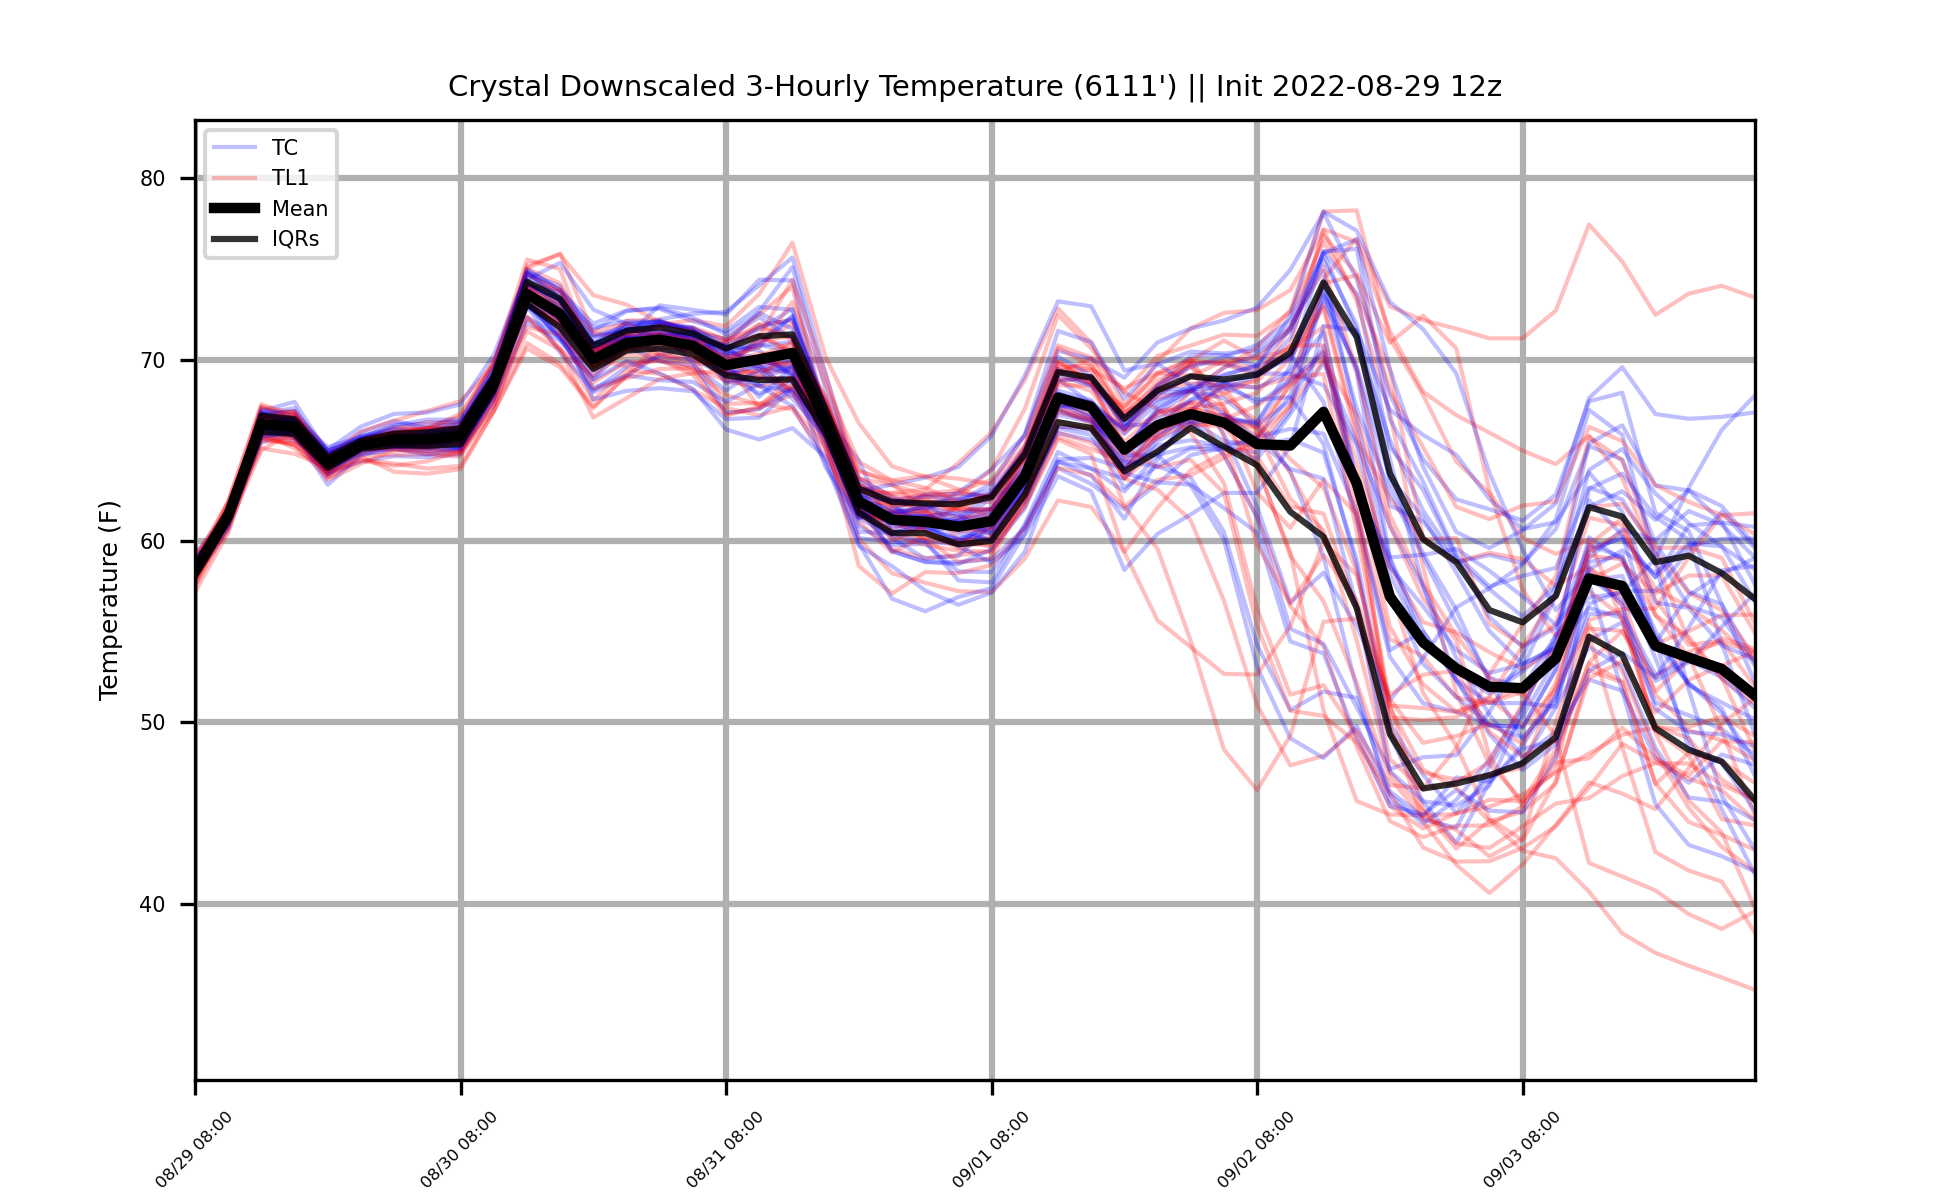 Crystal Downscaled 3-Hourly Temperature (6111') || Init 2022-08-29 12z
TC
TL1
Mean
IQRs
Temperature (F)
80
70
60
50
40
08/29 08:00
08/30 08:00
08/31 08:00
09/01 08:00
09/02 08:00
09/03 08:00